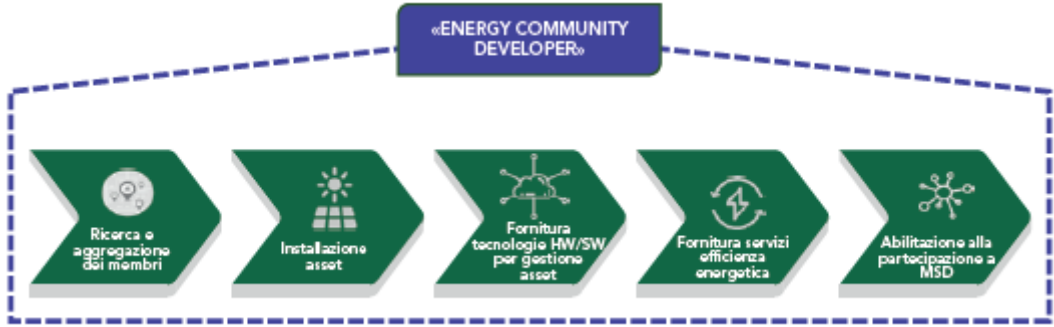 «ENERGY COMMUNITY
DEVELOPER»
Ricerca e
aggregazione
dei membri
Installazione
asset
Fornitura
tecnologie HW/SW
per gestione
asset
Fornitura servizi
efficienza
energetica
Abilitazione alla
partecipazione a
MSD